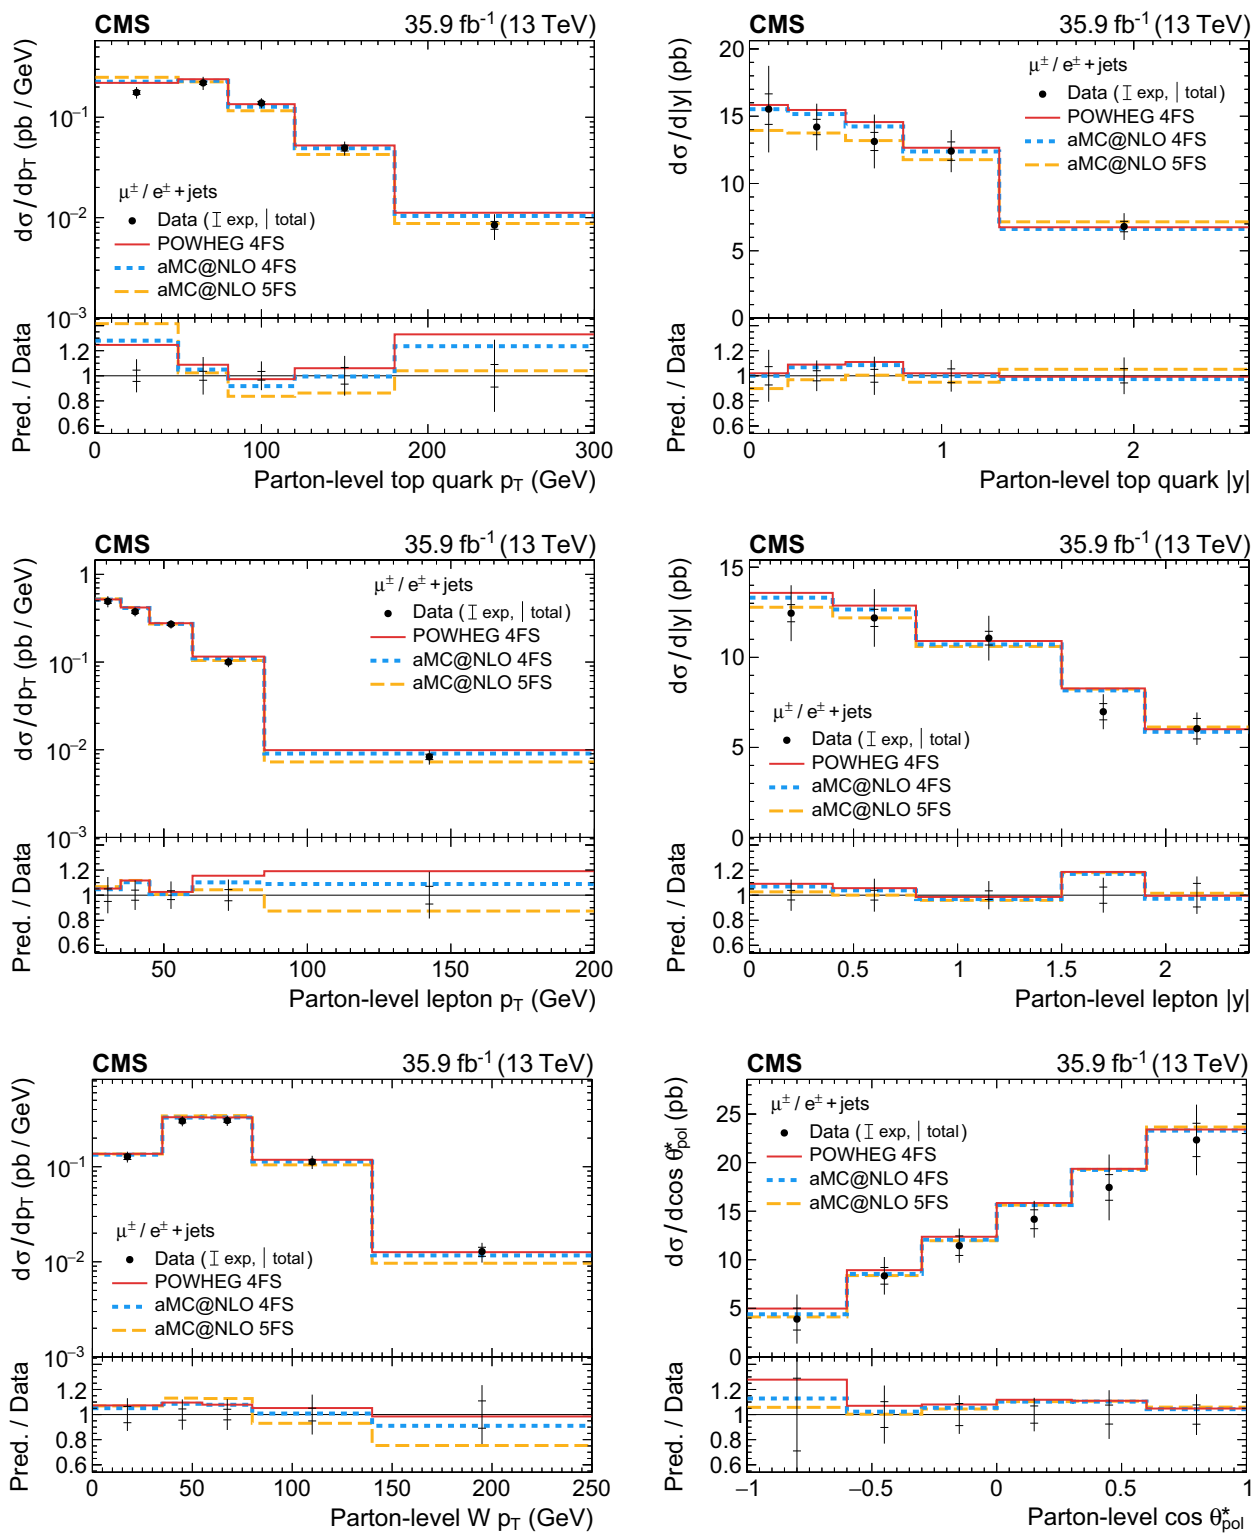 CMS 35.9 fb⁻¹ (13 TeV)
dσ / dp_T (pb / GeV)
10⁻¹
10⁻²
10⁻³
μ± / e± + jets
Data ( I exp, | total)
POWHEG 4FS
aMC@NLO 4FS
aMC@NLO 5FS
Pred. / Data
1.2
1
0.8
0.6
0 100 200 300
Parton-level top quark p_T (GeV)
CMS 35.9 fb⁻¹ (13 TeV)
dσ / d|y| (pb)
20
15
10
5
0
μ± / e± + jets
Data ( I exp, | total)
POWHEG 4FS
aMC@NLO 4FS
aMC@NLO 5FS
Pred. / Data
1.2
1
0.8
0.6
0 1 2
Parton-level top quark |y|
CMS 35.9 fb⁻¹ (13 TeV)
dσ / dp_T (pb / GeV)
1
10⁻¹
10⁻²
10⁻³
μ± / e± + jets
Data ( I exp, | total)
POWHEG 4FS
aMC@NLO 4FS
aMC@NLO 5FS
Pred. / Data
1.2
1
0.8
0.6
50 100 150 200
Parton-level lepton p_T (GeV)
CMS 35.9 fb⁻¹ (13 TeV)
dσ / d|y| (pb)
15
10
5
0
μ± / e± + jets
Data ( I exp, | total)
POWHEG 4FS
aMC@NLO 4FS
aMC@NLO 5FS
Pred. / Data
1.2
1
0.8
0.6
0 0.5 1 1.5 2
Parton-level lepton |y|
CMS 35.9 fb⁻¹ (13 TeV)
dσ / dp_T (pb / GeV)
10⁻¹
10⁻²
10⁻³
μ± / e± + jets
Data ( I exp, | total)
POWHEG 4FS
aMC@NLO 4FS
aMC@NLO 5FS
Pred. / Data
1.2
1
0.8
0.6
0 50 100 150 200 250
Parton-level W p_T (GeV)
CMS 35.9 fb⁻¹ (13 TeV)
dσ / dcos θ*_pol (pb)
25
20
15
10
5
0
μ± / e± + jets
Data ( I exp, | total)
POWHEG 4FS
aMC@NLO 4FS
aMC@NLO 5FS
Pred. / Data
1.2
1
0.8
0.6
−1 −0.5 0 0.5 1
Parton-level cos θ*_pol